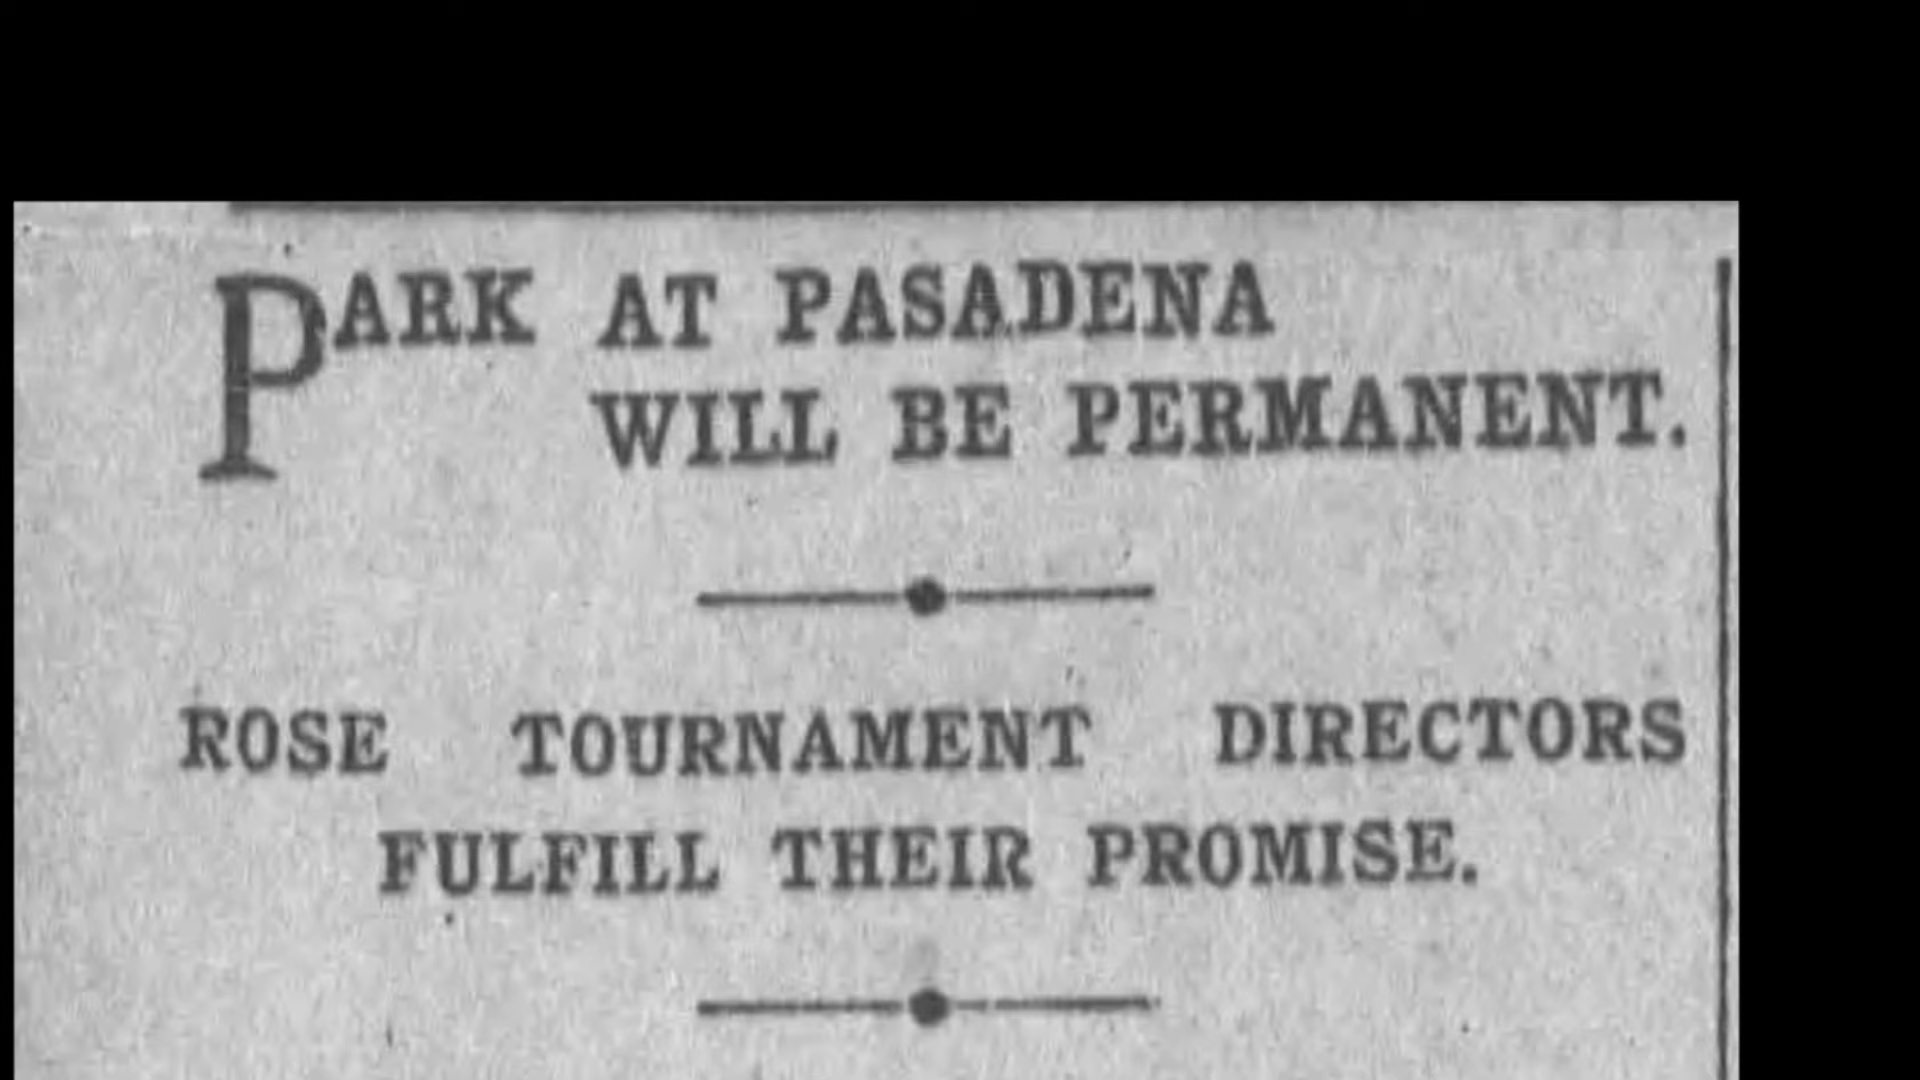 PARK AT PASADENA
WILL BE PERMANENT.
ROSE TOURNAMENT DIRECTORS
FULFILL THEIR PROMISE.